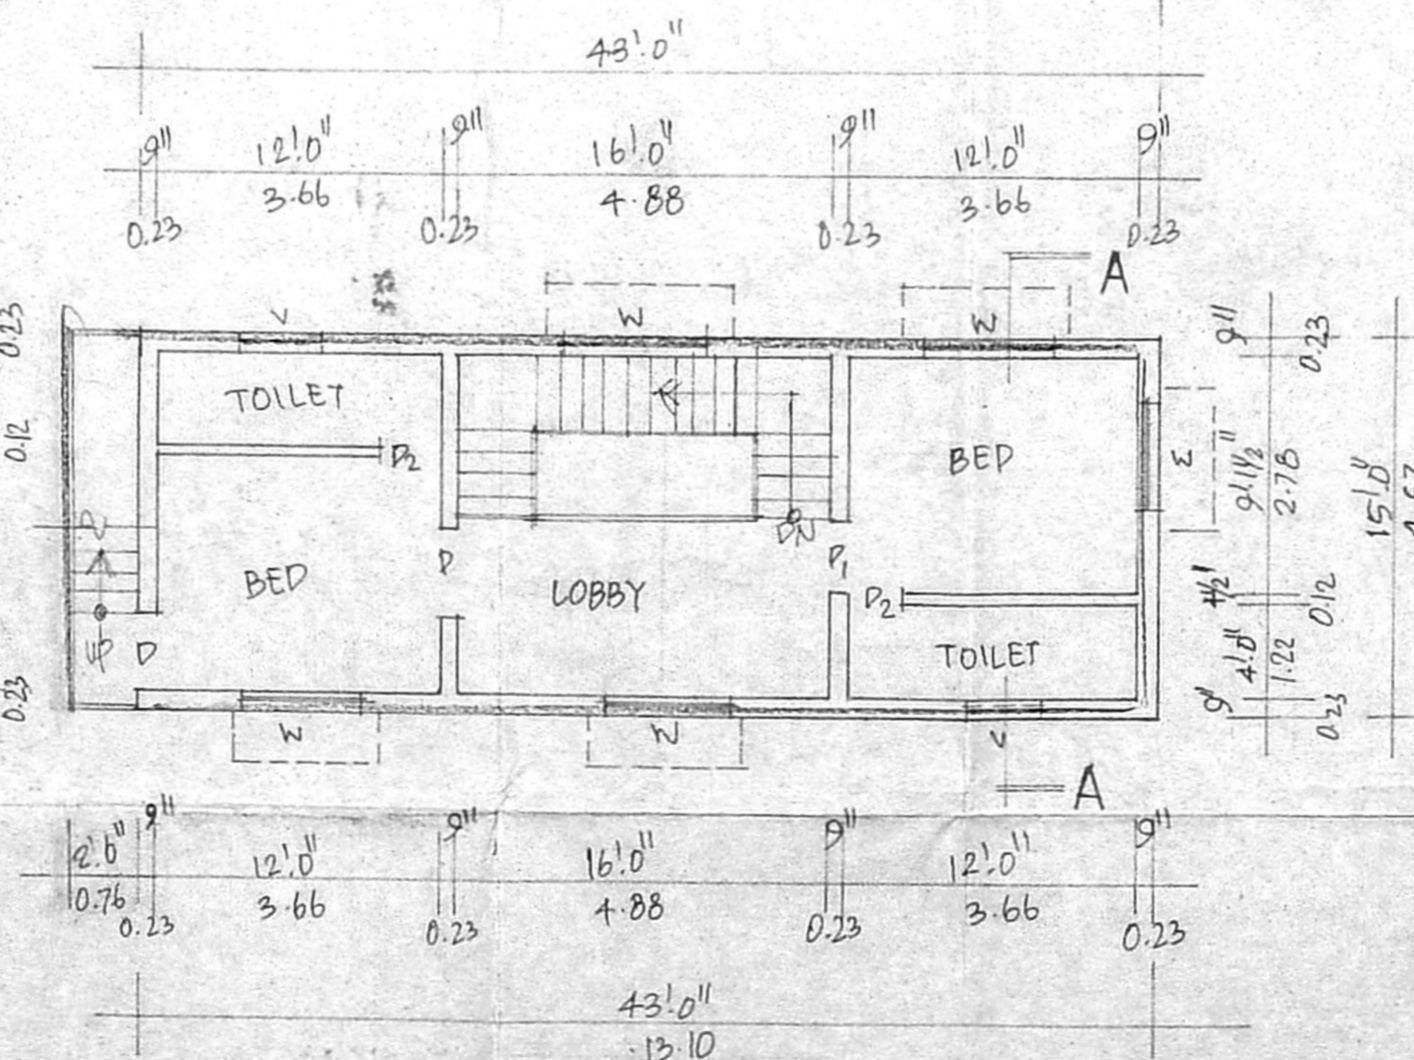 43'.0"
9" 12'.0" 9" 16'.0" 9" 12'.0" 9"
3.66 4.88 3.66
0.23 0.23 0.23 0.23
A
V W W
0.23 9" 0.23
TOILET
0.12 D2 BED W 9'.1½" 2.78 15'.0"
DN
BED D LOBBY D1 4½' 0.12
D2
UP D TOILET 4'.0" 1.22
0.23 9" 0.23
W W V
A
2'.6" 9" 12'.0" 9" 16'.0" 9" 12'.0" 9"
0.76 3.66 4.88 3.66
0.23 0.23 0.23 0.23
43'.0"
13.10